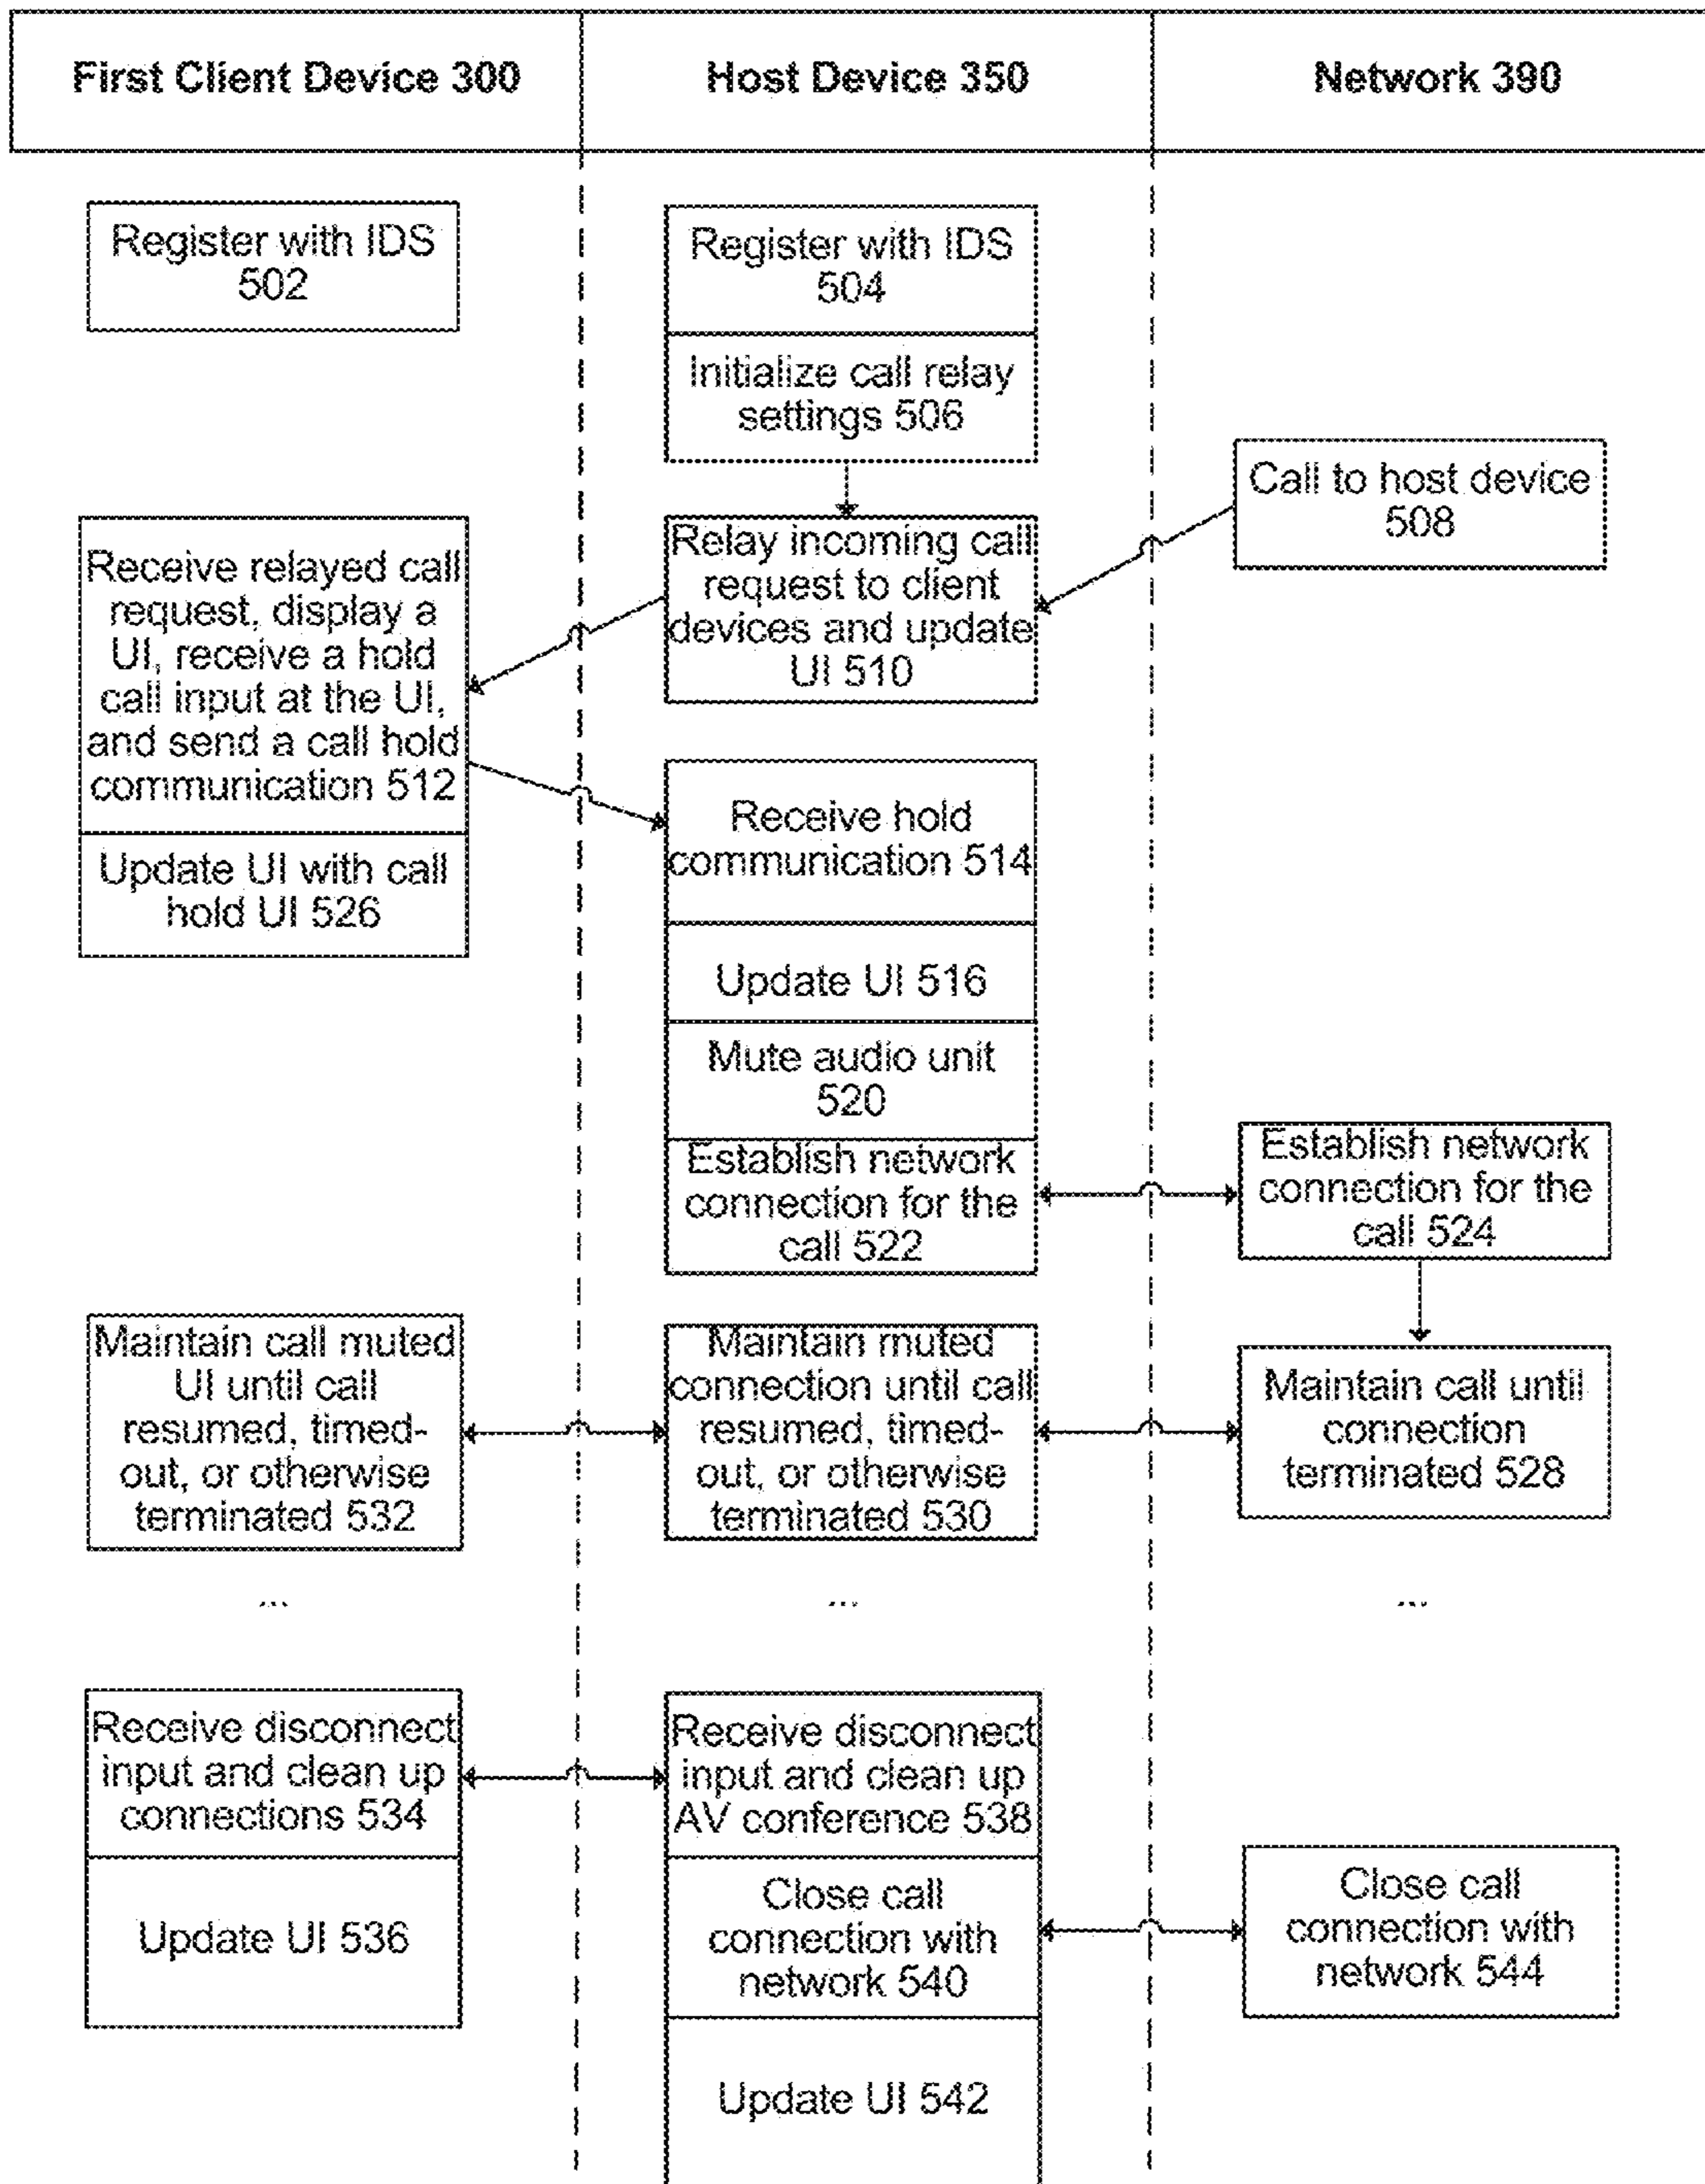 First Client Device 300
Host Device 350
Network 390
Register with IDS
502
Register with IDS
504
Initialize call relay
settings 506
Call to host device
508
Relay incoming call
request to client
devices and update
UI 510
Receive relayed call
request, display a
UI, receive a hold
call input at the UI,
and send a call hold
communication 512
Update UI with call
hold UI 526
Receive hold
communication 514
Update UI 516
Mute audio unit
520
Establish network
connection for the
call 522
Establish network
connection for the
call 524
Maintain call muted
UI until call
resumed, timed-
out, or otherwise
terminated 532
Maintain muted
connection until call
resumed, timed-
out, or otherwise
terminated 530
Maintain call until
connection
terminated 528
...
...
...
Receive disconnect
input and clean up
connections 534
Update UI 536
Receive disconnect
input and clean up
AV conference 538
Close call
connection with
network 540
Update UI 542
Close call
connection with
network 544